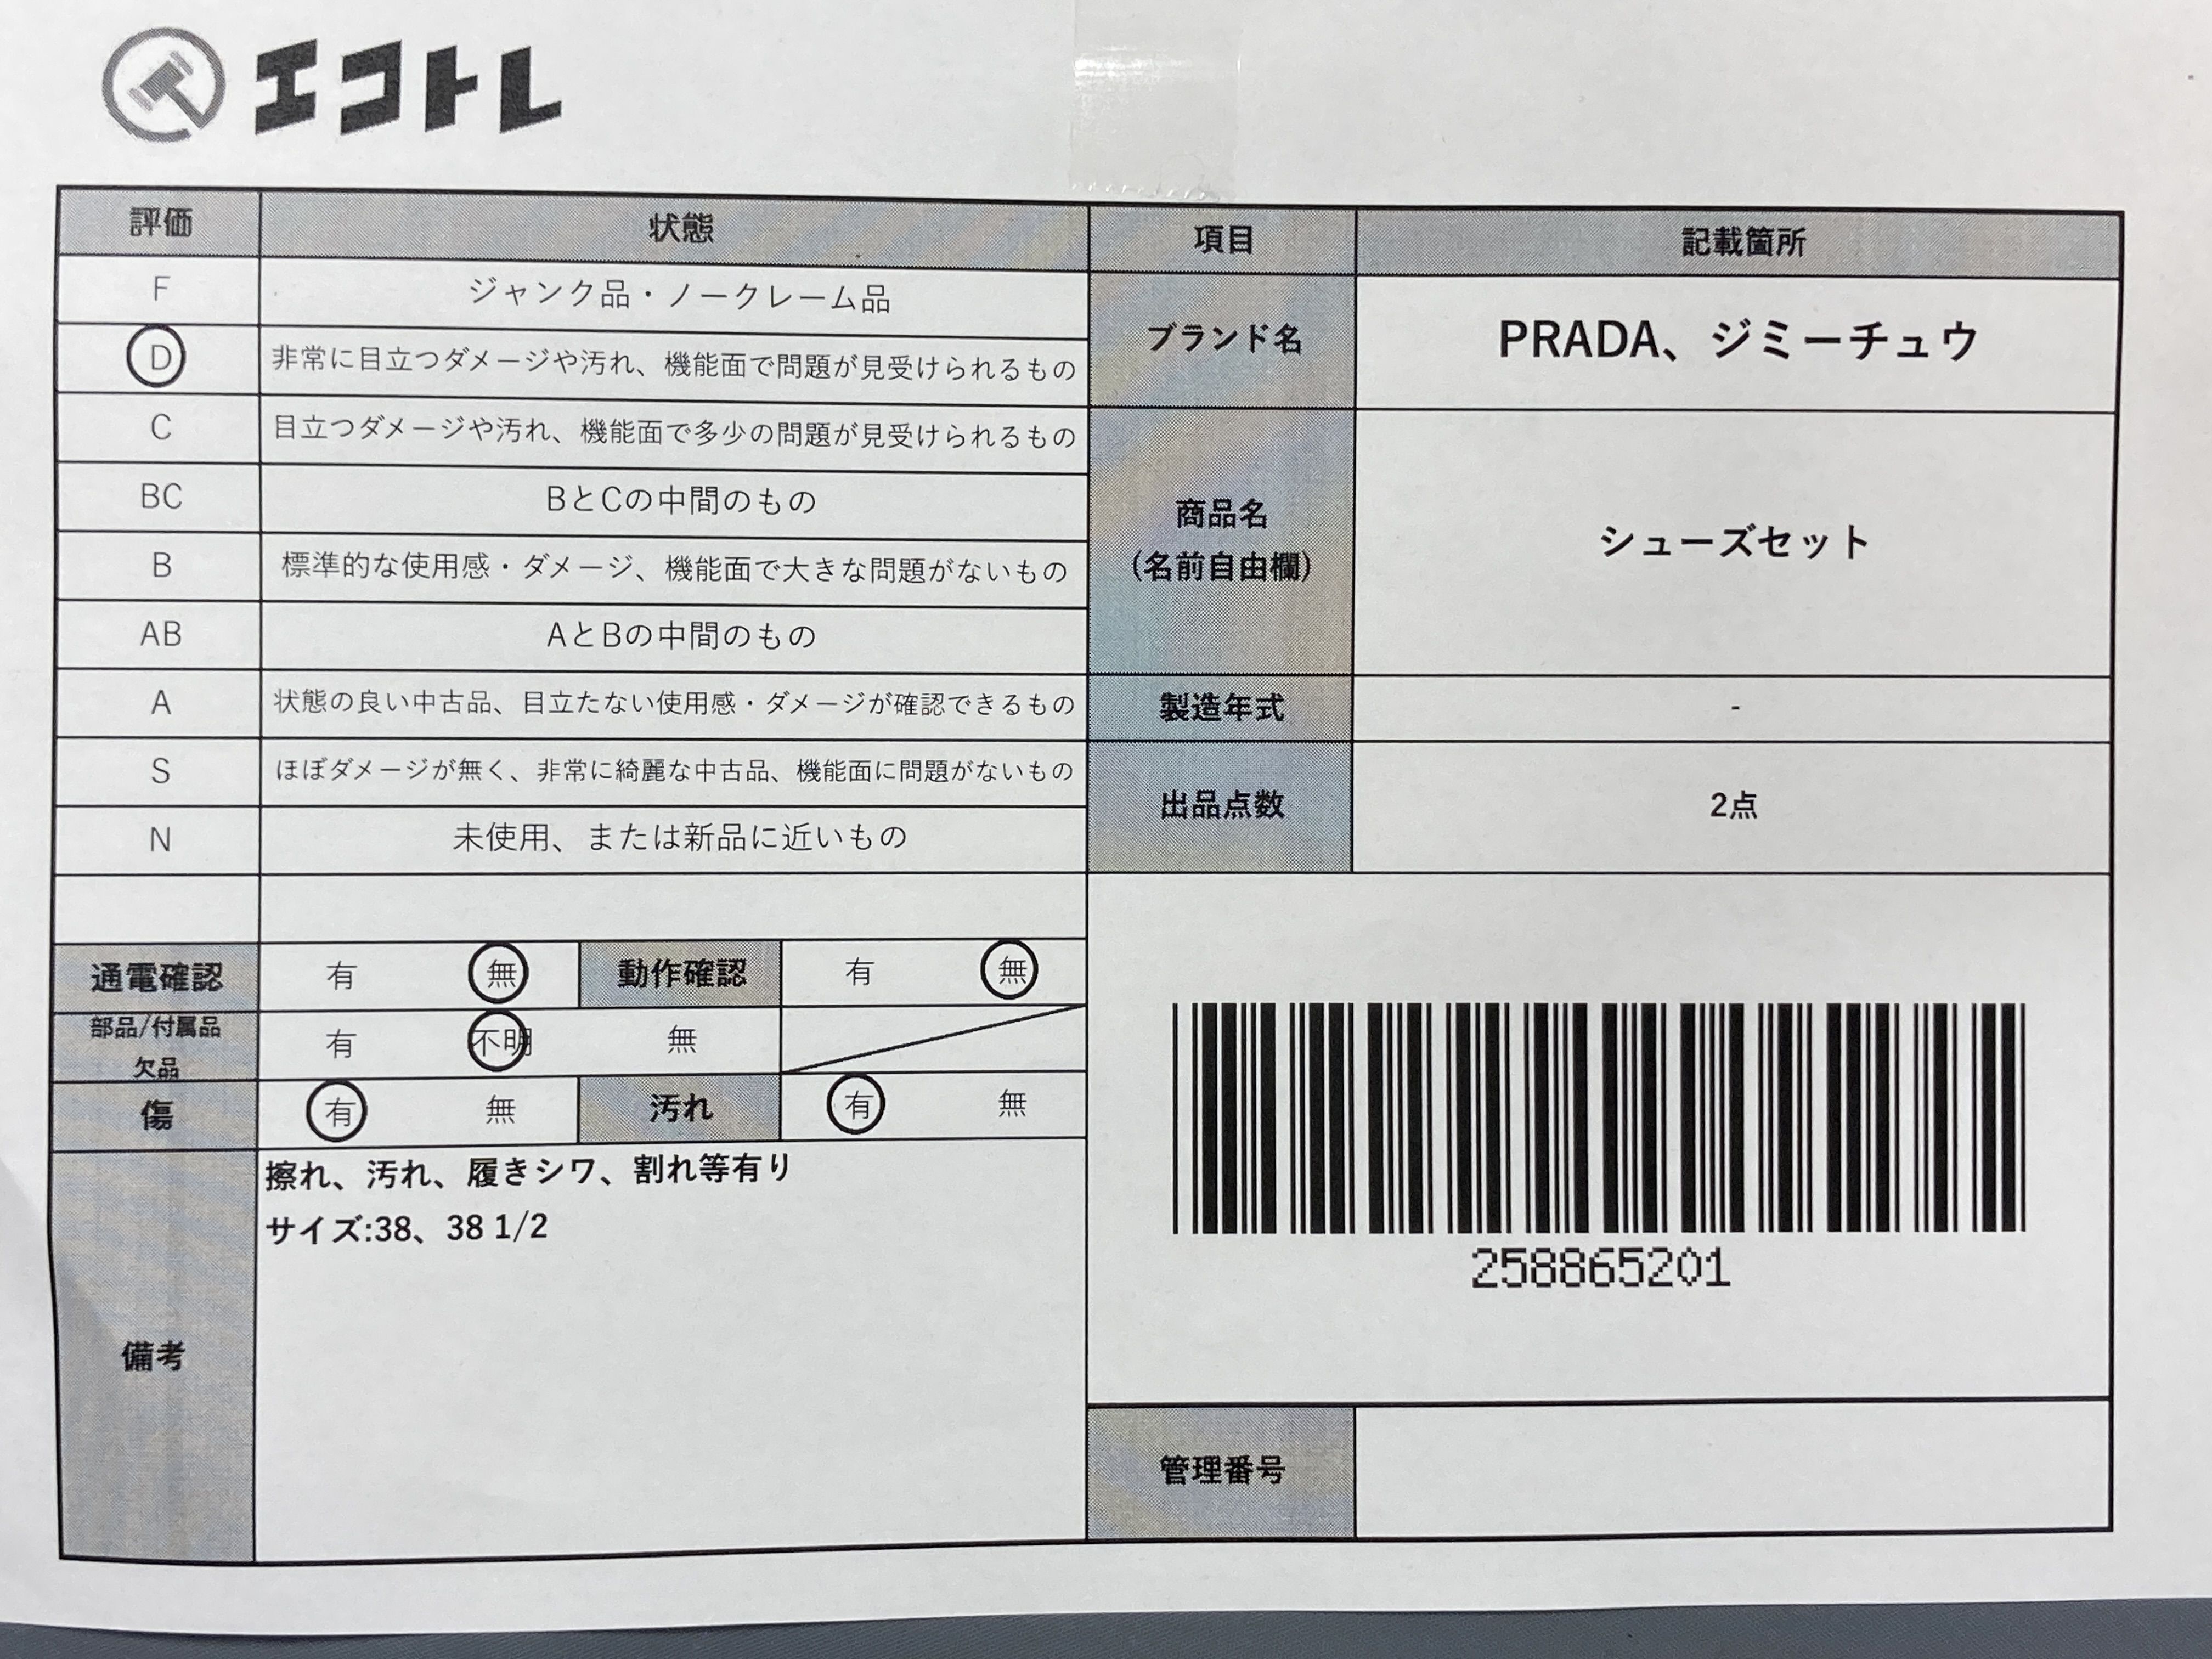 エコトレ
評価 状態
F ジャンク品・ノークレーム品
D 非常に目立つダメージや汚れ、機能面で問題が見受けられるもの
C 目立つダメージや汚れ、機能面で多少の問題が見受けられるもの
BC BとCの中間のもの
B 標準的な使用感・ダメージ、機能面で大きな問題がないもの
AB AとBの中間のもの
A 状態の良い中古品、目立たない使用感・ダメージが確認できるもの
S ほぼダメージが無く、非常に綺麗な中古品、機能面に問題がないもの
N 未使用、または新品に近いもの
通電確認 有 無 動作確認 有 無
部品/付属品
欠品 有 不明 無
傷 有 無 汚れ 有 無
備考
擦れ、汚れ、履きシワ、割れ等有り
サイズ:38、38 1/2
項目 記載箇所
ブランド名 PRADA、ジミーチュウ
商品名
(名前自由欄) シューズセット
製造年式 -
出品点数 2点
258865201
管理番号